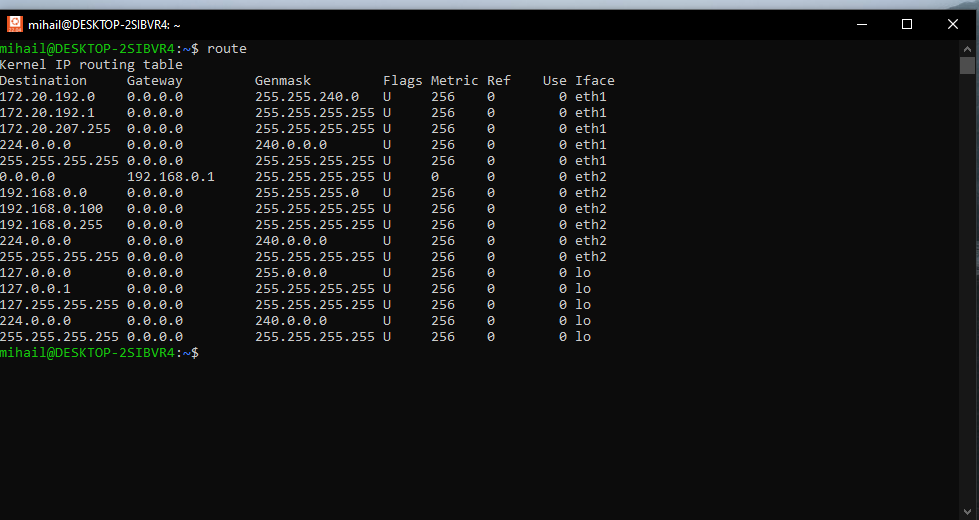 mihail@DESKTOP-2SIBVR4: ~
mihail@DESKTOP-2SIBVR4:~$ route
Kernel IP routing table
Destination     Gateway         Genmask         Flags Metric Ref    Use Iface
172.20.192.0    0.0.0.0         255.255.240.0   U     256    0        0 eth1
172.20.192.1    0.0.0.0         255.255.255.255 U     256    0        0 eth1
172.20.207.255  0.0.0.0         255.255.255.255 U     256    0        0 eth1
224.0.0.0       0.0.0.0         240.0.0.0       U     256    0        0 eth1
255.255.255.255 0.0.0.0         255.255.255.255 U     256    0        0 eth1
0.0.0.0         192.168.0.1     255.255.255.255 U     0      0        0 eth2
192.168.0.0     0.0.0.0         255.255.255.0   U     256    0        0 eth2
192.168.0.100   0.0.0.0         255.255.255.255 U     256    0        0 eth2
192.168.0.255   0.0.0.0         255.255.255.255 U     256    0        0 eth2
224.0.0.0       0.0.0.0         240.0.0.0       U     256    0        0 eth2
255.255.255.255 0.0.0.0         255.255.255.255 U     256    0        0 eth2
127.0.0.0       0.0.0.0         255.0.0.0       U     256    0        0 lo
127.0.0.1       0.0.0.0         255.255.255.255 U     256    0        0 lo
127.255.255.255 0.0.0.0         255.255.255.255 U     256    0        0 lo
224.0.0.0       0.0.0.0         240.0.0.0       U     256    0        0 lo
255.255.255.255 0.0.0.0         255.255.255.255 U     256    0        0 lo
mihail@DESKTOP-2SIBVR4:~$